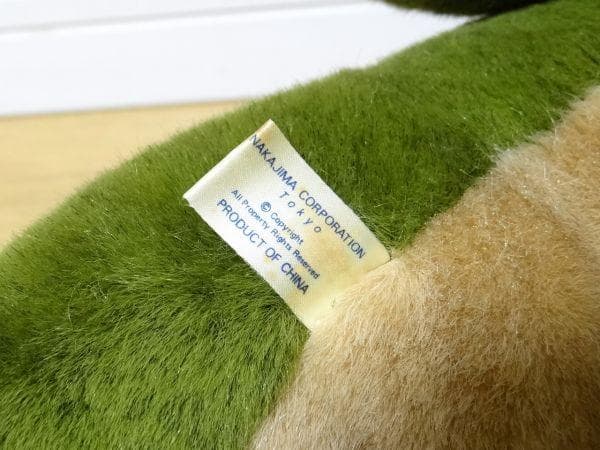 NAKAJIMA CORPORATION
Tokyo
© Copyright
All Property Rights Reserved
PRODUCT OF CHINA